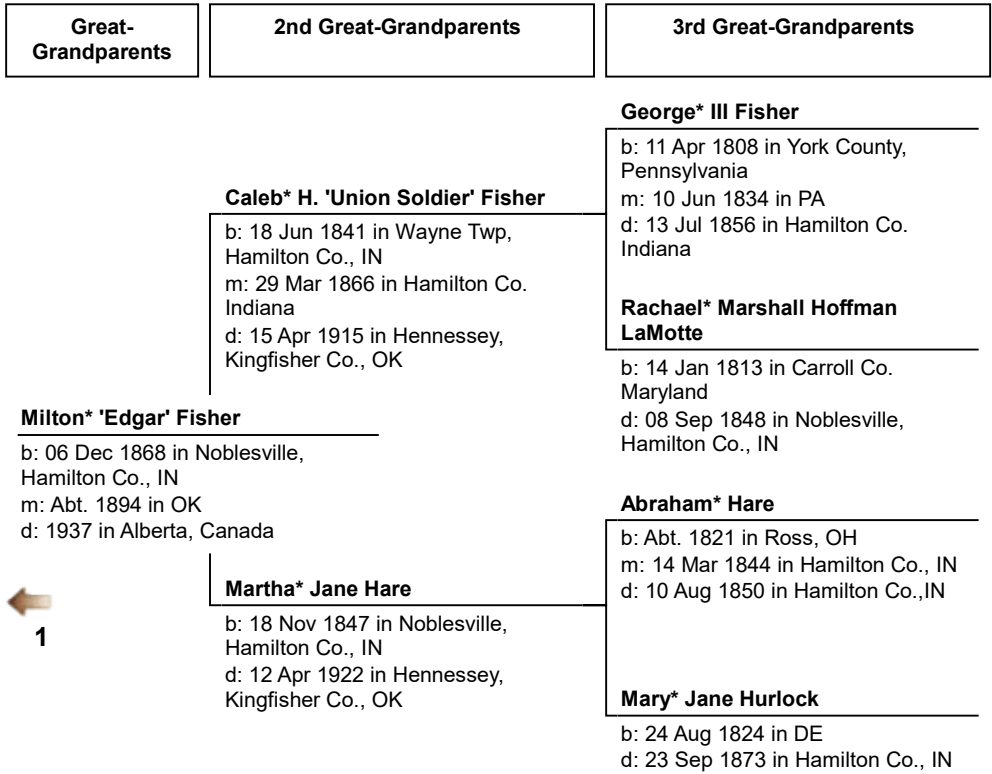 Great-
Grandparents
2nd Great-Grandparents
3rd Great-Grandparents
George* III Fisher
b: 11 Apr 1808 in York County,
Pennsylvania
m: 10 Jun 1834 in PA
d: 13 Jul 1856 in Hamilton Co.
Indiana
Caleb* H. 'Union Soldier' Fisher
b: 18 Jun 1841 in Wayne Twp,
Hamilton Co., IN
m: 29 Mar 1866 in Hamilton Co.
Indiana
d: 15 Apr 1915 in Hennessey,
Kingfisher Co., OK
Rachael* Marshall Hoffman
LaMotte
b: 14 Jan 1813 in Carroll Co.
Maryland
d: 08 Sep 1848 in Noblesville,
Hamilton Co., IN
Milton* 'Edgar' Fisher
b: 06 Dec 1868 in Noblesville,
Hamilton Co., IN
m: Abt. 1894 in OK
d: 1937 in Alberta, Canada
Abraham* Hare
b: Abt. 1821 in Ross, OH
m: 14 Mar 1844 in Hamilton Co., IN
d: 10 Aug 1850 in Hamilton Co.,IN
Martha* Jane Hare
b: 18 Nov 1847 in Noblesville,
Hamilton Co., IN
d: 12 Apr 1922 in Hennessey,
Kingfisher Co., OK
1
Mary* Jane Hurlock
b: 24 Aug 1824 in DE
d: 23 Sep 1873 in Hamilton Co., IN